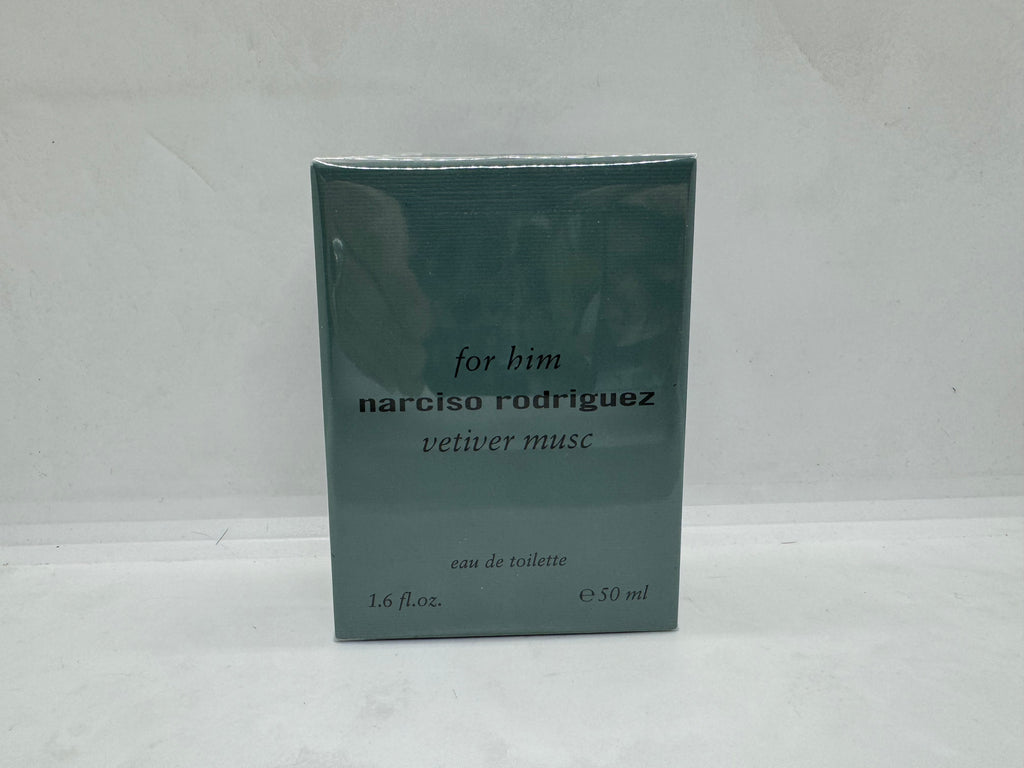 for him
narciso rodriguez
vetiver musc
eau de toilette
1.6 fl.oz. ℮50 ml